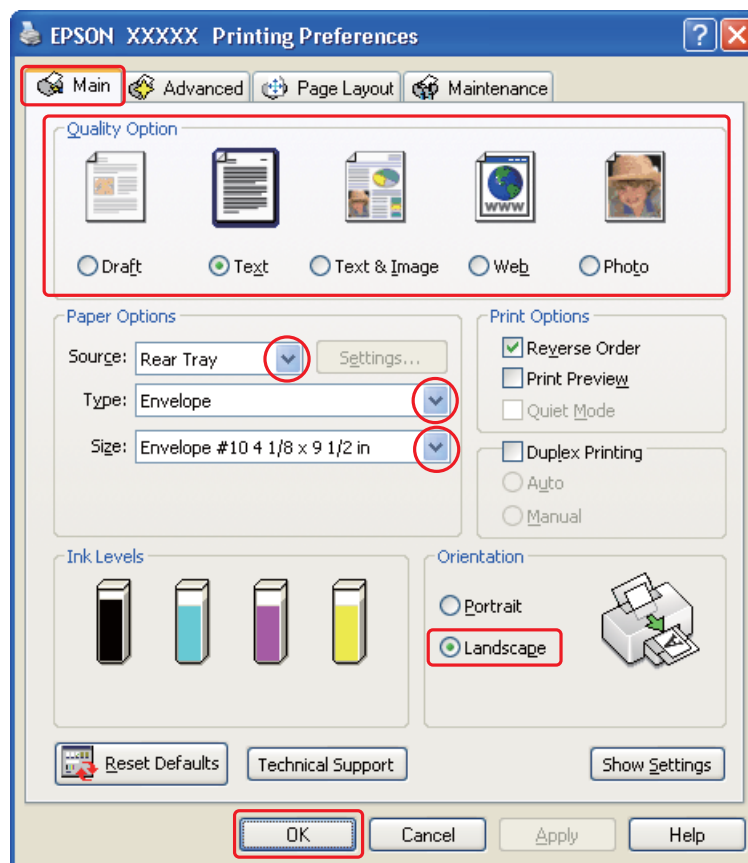 EPSON XXXXX Printing Preferences
Main Advanced Page Layout Maintenance
Quality Option
WWW
Draft Text Text & Image Web Photo
Paper Options
Source: Rear Tray Settings...
Type: Envelope
Size: Envelope #10 4 1/8 x 9 1/2 in
Print Options
Reverse Order
Print Preview
Quiet Mode
Duplex Printing
Auto
Manual
Ink Levels
Orientation
Portrait
Landscape
A
Reset Defaults Technical Support Show Settings
OK Cancel Apply Help